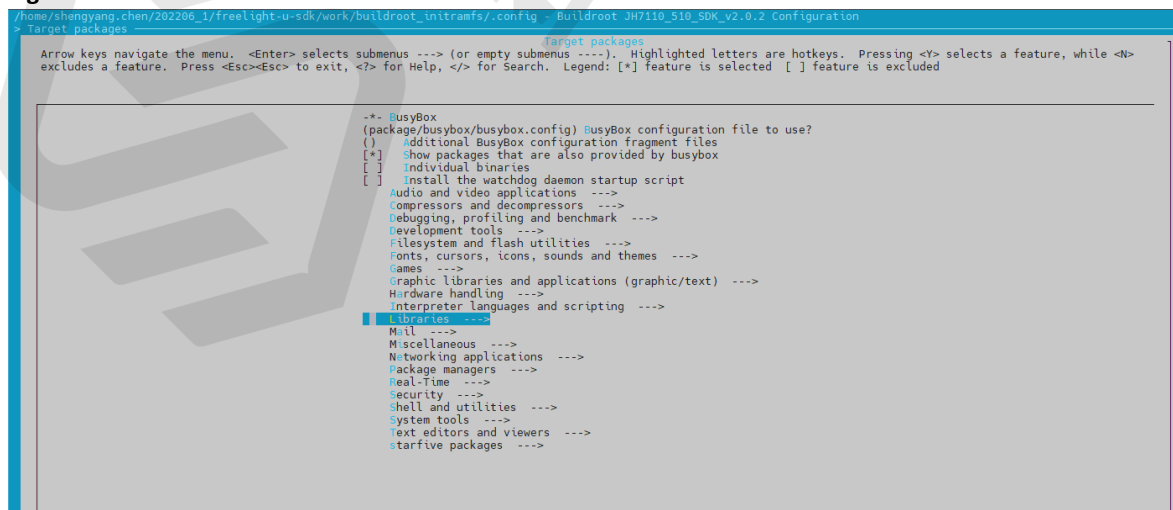 /home/shengyang.chen/202206_1/freelight-u-sdk/work/buildroot_initramfs/.config - Buildroot JH7110_510_SDK_v2.0.2 Configuration
> Target packages
Target packages
Arrow keys navigate the menu.  <Enter> selects submenus ---> (or empty submenus ----).  Highlighted letters are hotkeys.  Pressing <Y> selects a feature, while <N>
excludes a feature.  Press <Esc><Esc> to exit, <?> for Help, </> for Search.  Legend: [*] feature is selected  [ ] feature is excluded
-*- BusyBox
(package/busybox/busybox.config) BusyBox configuration file to use?
()    Additional BusyBox configuration fragment files
[*]   Show packages that are also provided by busybox
[ ]   Individual binaries
[ ]   Install the watchdog daemon startup script
Audio and video applications  --->
Compressors and decompressors  --->
Debugging, profiling and benchmark  --->
Development tools  --->
Filesystem and flash utilities  --->
Fonts, cursors, icons, sounds and themes  --->
Games  --->
Graphic libraries and applications (graphic/text)  --->
Hardware handling  --->
Interpreter languages and scripting  --->
Libraries  --->
Mail  --->
Miscellaneous  --->
Networking applications  --->
Package managers  --->
Real-Time  --->
Security  --->
Shell and utilities  --->
System tools  --->
Text editors and viewers  --->
starfive packages  --->